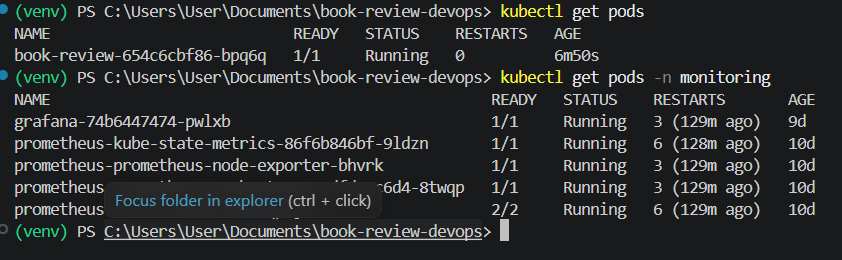 (venv) PS C:\Users\User\Documents\book-review-devops> kubectl get pods
NAME READY STATUS RESTARTS AGE
book-review-654c6cbf86-bpq6q 1/1 Running 0 6m50s
(venv) PS C:\Users\User\Documents\book-review-devops> kubectl get pods -n monitoring
NAME READY STATUS RESTARTS AGE
grafana-74b6447474-pwlxb 1/1 Running 3 (129m ago) 9d
prometheus-kube-state-metrics-86f6b846bf-9ldzn 1/1 Running 6 (128m ago) 10d
prometheus-prometheus-node-exporter-bhvrk 1/1 Running 3 (129m ago) 10d
prometheus- c6d4-8twqp 1/1 Running 3 (129m ago) 10d
Focus folder in explorer (ctrl + click)
prometheus 2/2 Running 6 (129m ago) 10d
(venv) PS C:\Users\User\Documents\book-review-devops>